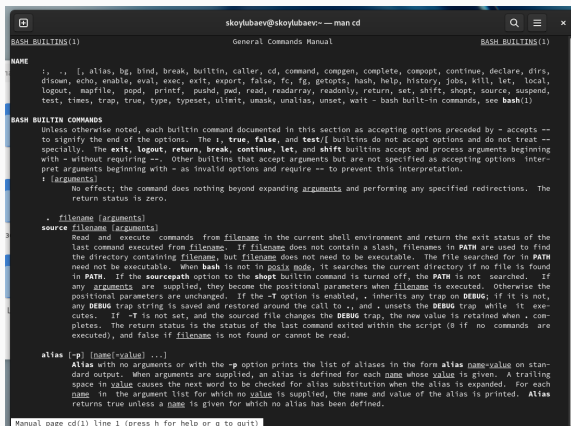 skoylubaev@skoylubaev:~ — man cd
BASH_BUILTINS(1) General Commands Manual BASH_BUILTINS(1)
NAME
:, ., [, alias, bg, bind, break, builtin, caller, cd, command, compgen, complete, compopt, continue, declare, dirs,
disown, echo, enable, eval, exec, exit, export, false, fc, fg, getopts, hash, help, history, jobs, kill, let, local,
logout, mapfile, popd, printf, pushd, pwd, read, readarray, readonly, return, set, shift, shopt, source, suspend,
test, times, trap, true, type, typeset, ulimit, umask, unalias, unset, wait - bash built-in commands, see bash(1)
BASH BUILTIN COMMANDS
Unless otherwise noted, each builtin command documented in this section as accepting options preceded by - accepts --
to signify the end of the options. The :, true, false, and test/[ builtins do not accept options and do not treat --
specially. The exit, logout, return, break, continue, let, and shift builtins accept and process arguments beginning
with - without requiring --. Other builtins that accept arguments but are not specified as accepting options inter‐
pret arguments beginning with - as invalid options and require -- to prevent this interpretation.
: [arguments]
No effect; the command does nothing beyond expanding arguments and performing any specified redirections. The
return status is zero.
. filename [arguments]
source filename [arguments]
Read and execute commands from filename in the current shell environment and return the exit status of the
last command executed from filename. If filename does not contain a slash, filenames in PATH are used to find
the directory containing filename, but filename does not need to be executable. The file searched for in PATH
need not be executable. When bash is not in posix mode, it searches the current directory if no file is found
in PATH. If the sourcepath option to the shopt builtin command is turned off, the PATH is not searched. If
any arguments are supplied, they become the positional parameters when filename is executed. Otherwise the
positional parameters are unchanged. If the -T option is enabled, . inherits any trap on DEBUG; if it is not,
any DEBUG trap string is saved and restored around the call to ., and . unsets the DEBUG trap while it exe‐
cutes. If -T is not set, and the sourced file changes the DEBUG trap, the new value is retained when . com‐
pletes. The return status is the status of the last command exited within the script (0 if no commands are
executed), and false if filename is not found or cannot be read.
alias [-p] [name[=value] ...]
Alias with no arguments or with the -p option prints the list of aliases in the form alias name=value on stan‐
dard output. When arguments are supplied, an alias is defined for each name whose value is given. A trailing
space in value causes the next word to be checked for alias substitution when the alias is expanded. For each
name in the argument list for which no value is supplied, the name and value of the alias is printed. Alias
returns true unless a name is given for which no alias has been defined.
Manual page cd(1) line 1 (press h for help or q to quit)